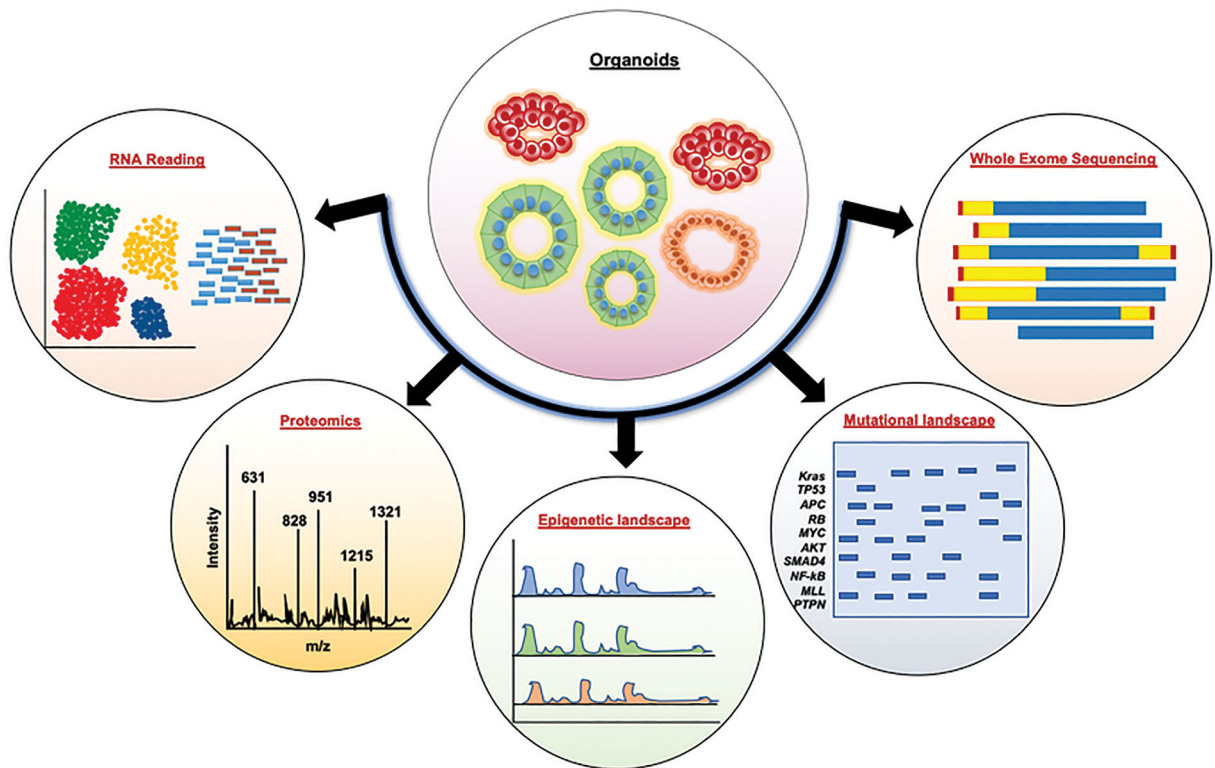 Organoids
RNA Reading
Whole Exome Sequencing
Proteomics
Intensity
631
828
951
1215
1321
m/z
Epigenetic landscape
Mutational landscape
Kras
TP53
APC
RB
MYC
AKT
SMAD4
NF-kB
MLL
PTPN